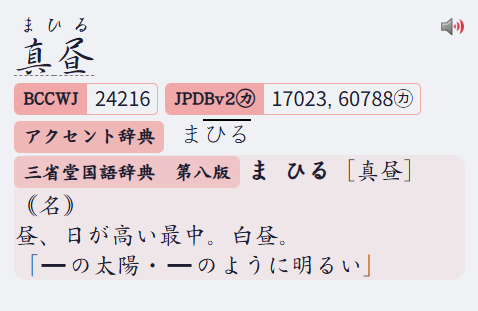 まひる
真昼
BCCWJ 24216 JPDBv2㋕ 17023, 60788㋕
アクセント辞典 まひる
三省堂国語辞典 第八版 ま ひる ［真昼］
｟名｠
昼、日が高い最中。白昼。
「━の太陽・━のように明るい」